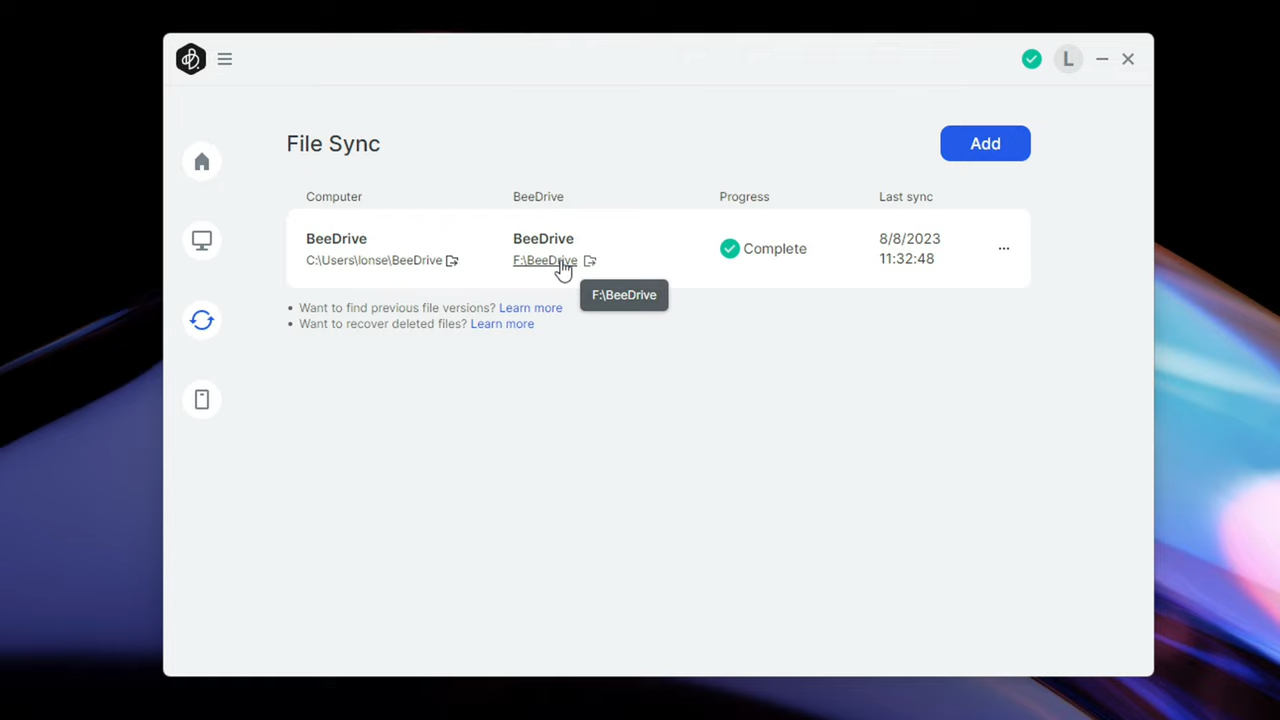 L
File Sync
Add
Computer BeeDrive Progress Last sync
BeeDrive BeeDrive Complete 8/8/2023
C:\Users\lonse\BeeDrive F:\BeeDrive 11:32:48
...
F:\BeeDrive
• Want to find previous file versions? Learn more
• Want to recover deleted files? Learn more